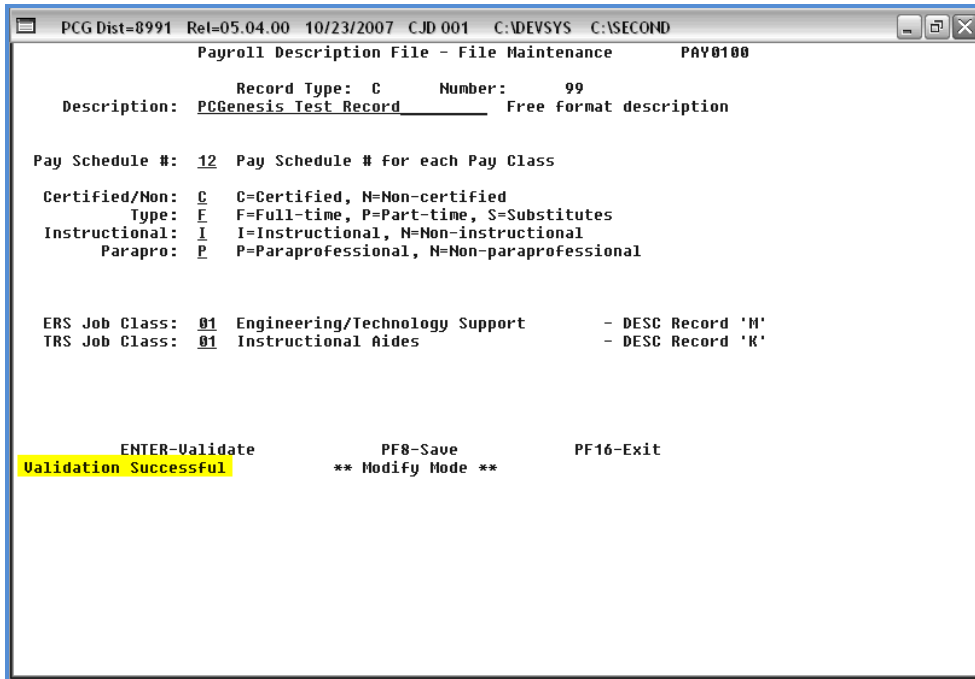 PCG Dist=8991 Rel=05.04.00 10/23/2007 CJD 001 C:\DEVSYS C:\SECOND
Payroll Description File - File Maintenance PAY0100
Record Type: C Number: 99
Description: PCGenesis Test Record_________ Free format description
Pay Schedule #: 12 Pay Schedule # for each Pay Class
Certified/Non: C C=Certified, N=Non-certified
Type: F F=Full-time, P=Part-time, S=Substitutes
Instructional: I I=Instructional, N=Non-instructional
Parapro: P P=Paraprofessional, N=Non-paraprofessional
ERS Job Class: 01 Engineering/Technology Support - DESC Record 'M'
TRS Job Class: 01 Instructional Aides - DESC Record 'K'
ENTER-Validate PF8-Save PF16-Exit
Validation Successful ** Modify Mode **